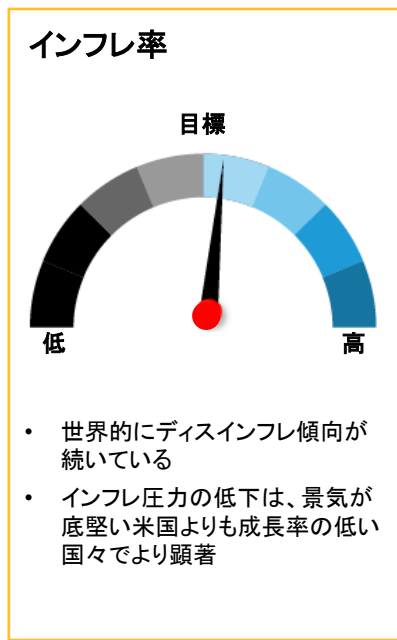 インフレ率
目標
低
高
• 世界的にディスインフレ傾向が
続いている
• インフレ圧力の低下は、景気が
底堅い米国よりも成長率の低い
国々でより顕著